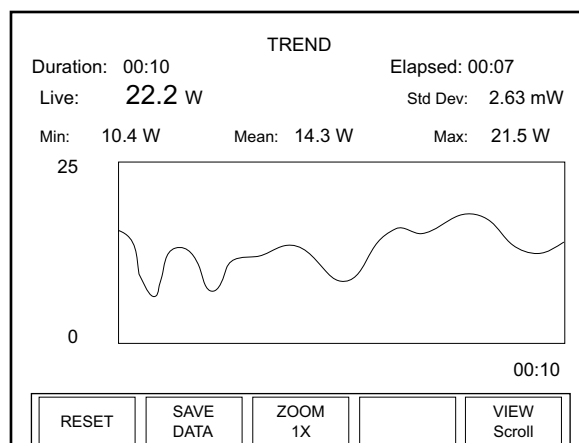 TREND
Duration: 00:10 Elapsed: 00:07
Live: 22.2 W Std Dev: 2.63 mW
Min: 10.4 W Mean: 14.3 W Max: 21.5 W
25
0
00:10
RESET
SAVE
DATA
ZOOM
1X
VIEW
Scroll